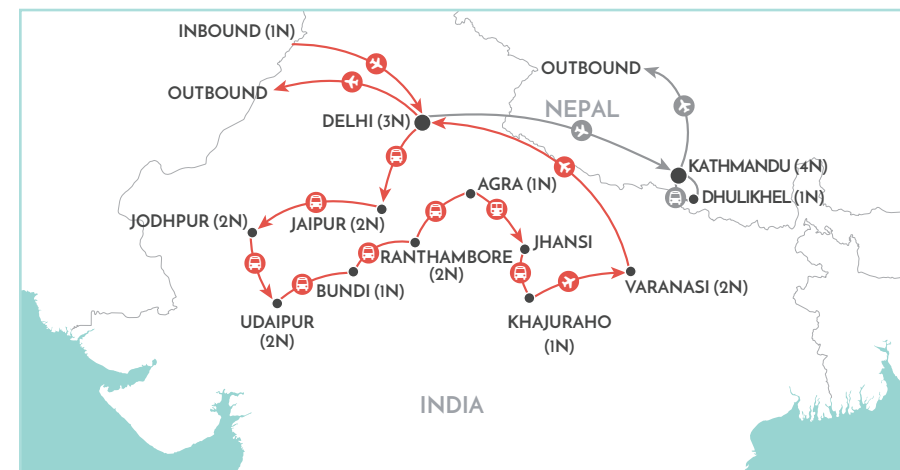 INBOUND (1N)
OUTBOUND
DELHI (3N)
OUTBOUND
NEPAL
KATHMANDU (4N)
DHULIKHEL (1N)
AGRA (1N)
JODHPUR (2N)
JAIPUR (2N)
JHANSI
RANTHAMBORE
(2N)
BUNDI (1N)
VARANASI (2N)
UDAIPUR
(2N)
KHAJURAHO
(1N)
INDIA